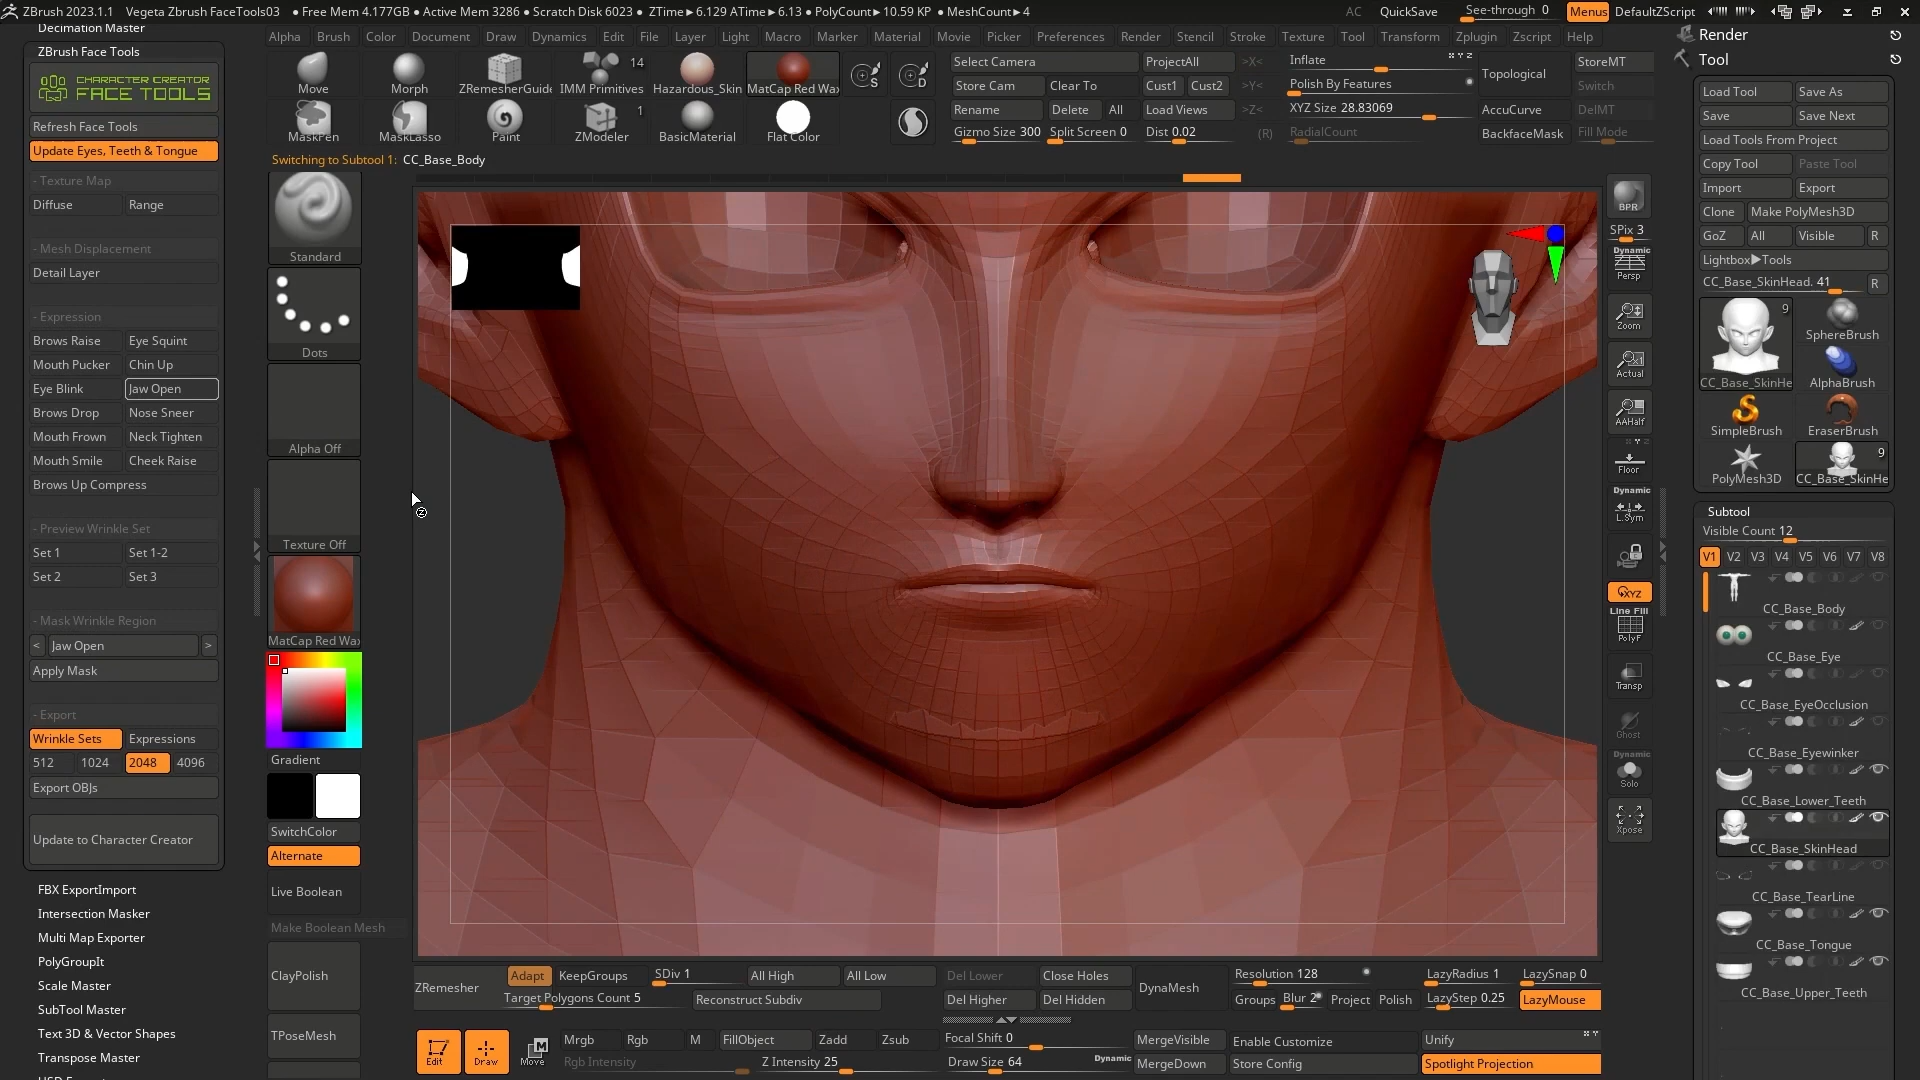 ZBrush 2023.1.1 Vegeta Zbrush FaceTools03 ● Free Mem 4.177GB ● Active Mem 3286 ● Scratch Disk 6023 ● ZTime►6.129 ATime►6.13 ● PolyCount►10.59 KP ● MeshCount►4 AC QuickSave See-through 0 Menus DefaultZScript
Alpha Brush Color Document Draw Dynamics Edit File Layer Light Macro Marker Material Movie Picker Preferences Render Stencil Stroke Texture Tool Transform Zplugin Zscript Help
Decimation Master
ZBrush Face Tools
CHARACTER CREATOR
FACE TOOLS
Refresh Face Tools
Update Eyes, Teeth & Tongue
- Texture Map
Diffuse Range
- Mesh Displacement
Detail Layer
- Expression
Brows Raise Eye Squint
Mouth Pucker Chin Up
Eye Blink Jaw Open
Brows Drop Nose Sneer
Mouth Frown Neck Tighten
Mouth Smile Cheek Raise
Brows Up Compress
- Preview Wrinkle Set
Set 1 Set 1-2
Set 2 Set 3
- Mask Wrinkle Region
< Jaw Open >
Apply Mask
- Export
Wrinkle Sets Expressions
512 1024 2048 4096
Export OBJs
Update to Character Creator
FBX ExportImport
Intersection Masker
Multi Map Exporter
PolyGroupIt
Scale Master
SubTool Master
Text 3D & Vector Shapes
Transpose Master
Move Morph ZRemesherGuide 14 IMM Primitives Hazardous_Skin MatCap Red Wax S D
MaskPen MaskLasso Paint 1 ZModeler BasicMaterial Flat Color
Select Camera ProjectAll >X<
Store Cam Clear To Cust1 Cust2 >Y<
Rename Delete All Load Views >Z<
Gizmo Size 300 Split Screen 0 Dist 0.02 (R)
Inflate
Polish By Features
XYZ Size 28.83069
RadialCount
Topological StoreMT
Switch
AccuCurve DelMT
BackfaceMask Fill Mode
Switching to Subtool 1: CC_Base_Body
Standard
Dots
Alpha Off
Texture Off
MatCap Red Wax
Gradient
SwitchColor
Alternate
Live Boolean
Make Boolean Mesh
ClayPolish
TPoseMesh
BPR
SPix 3
Dynamic
Persp
Zoom
Actual
AAHalf
Floor
Dynamic
L.Sym
XYZ
Line Fill
PolyF
Transp
Ghost
Dynamic
Solo
Xpose
Render
Tool
Load Tool Save As
Save Save Next
Load Tools From Project
Copy Tool Paste Tool
Import Export
Clone Make PolyMesh3D
GoZ All Visible R
Lightbox►Tools
CC_Base_SkinHead. 41 R
9
CC_Base_SkinHe SphereBrush
AlphaBrush
SimpleBrush EraserBrush
9
PolyMesh3D CC_Base_SkinHe
Subtool
Visible Count 12
V1 V2 V3 V4 V5 V6 V7 V8
CC_Base_Body
CC_Base_Eye
CC_Base_EyeOcclusion
CC_Base_Eyewinker
CC_Base_Lower_Teeth
CC_Base_SkinHead
CC_Base_TearLine
CC_Base_Tongue
CC_Base_Upper_Teeth
ZRemesher Adapt KeepGroups SDiv 1 All High All Low Del Lower Close Holes DynaMesh Resolution 128 LazyRadius 1 LazySnap 0
Target Polygons Count 5 Reconstruct Subdiv Del Higher Del Hidden Groups Blur 2 Project Polish LazyStep 0.25 LazyMouse
Edit Draw Move Mrgb Rgb M FillObject Zadd Zsub Focal Shift 0 MergeVisible Enable Customize Unify
Rgb Intensity Z Intensity 25 Draw Size 64 Dynamic MergeDown Store Config Spotlight Projection